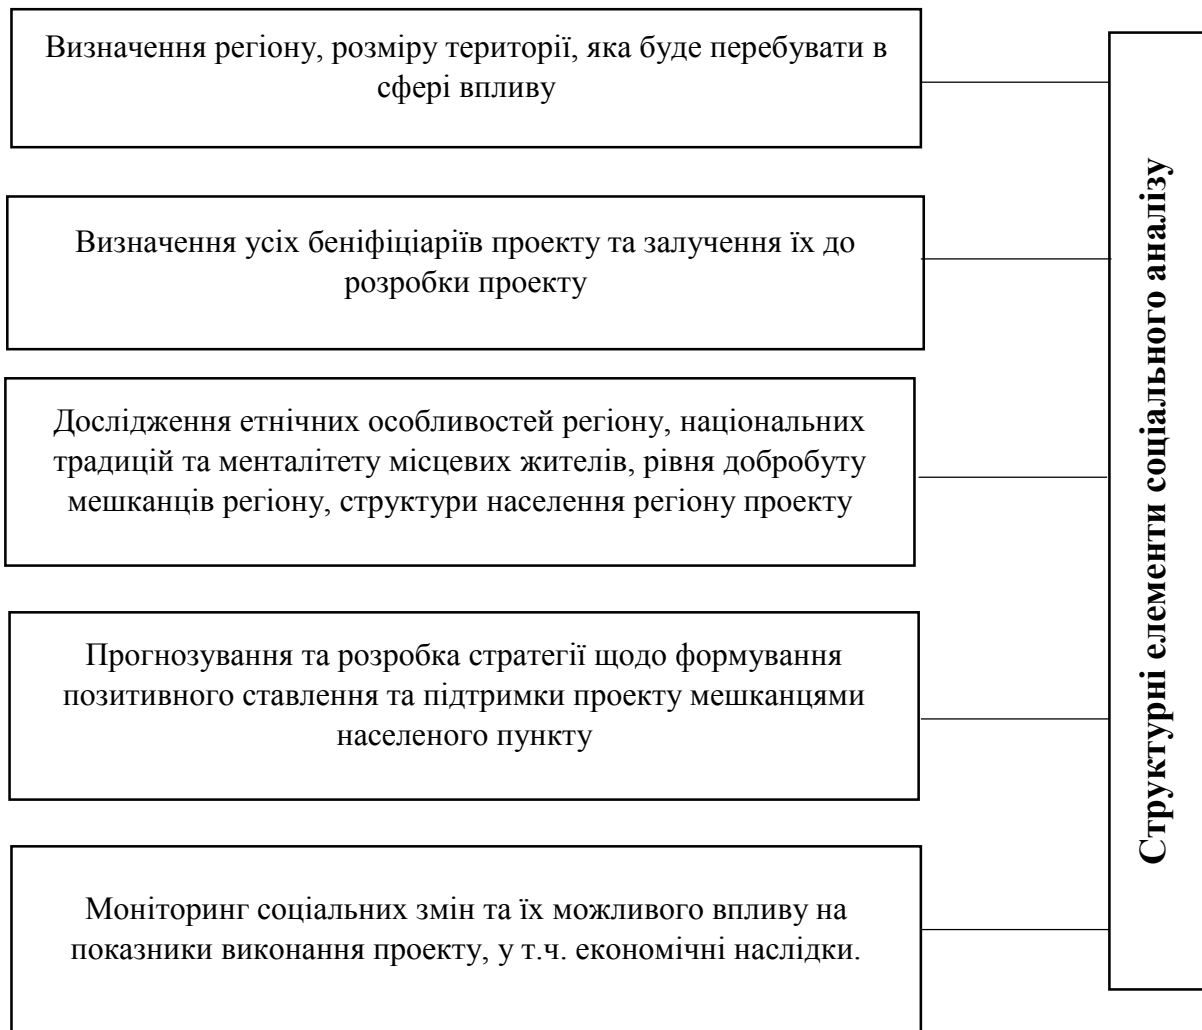 Визначення регіону, розміру території, яка буде перебувати в
сфері впливу
Визначення усіх беніфіціаріїв проекту та залучення їх до
розробки проекту
Дослідження етнічних особливостей регіону, національних
традицій та менталітету місцевих жителів, рівня добробуту
мешканців регіону, структури населення регіону проекту
Прогнозування та розробка стратегії щодо формування
позитивного ставлення та підтримки проекту мешканцями
населеного пункту
Моніторинг соціальних змін та їх можливого впливу на
показники виконання проекту, у т.ч. економічні наслідки.
Структурні елементи соціального аналізу